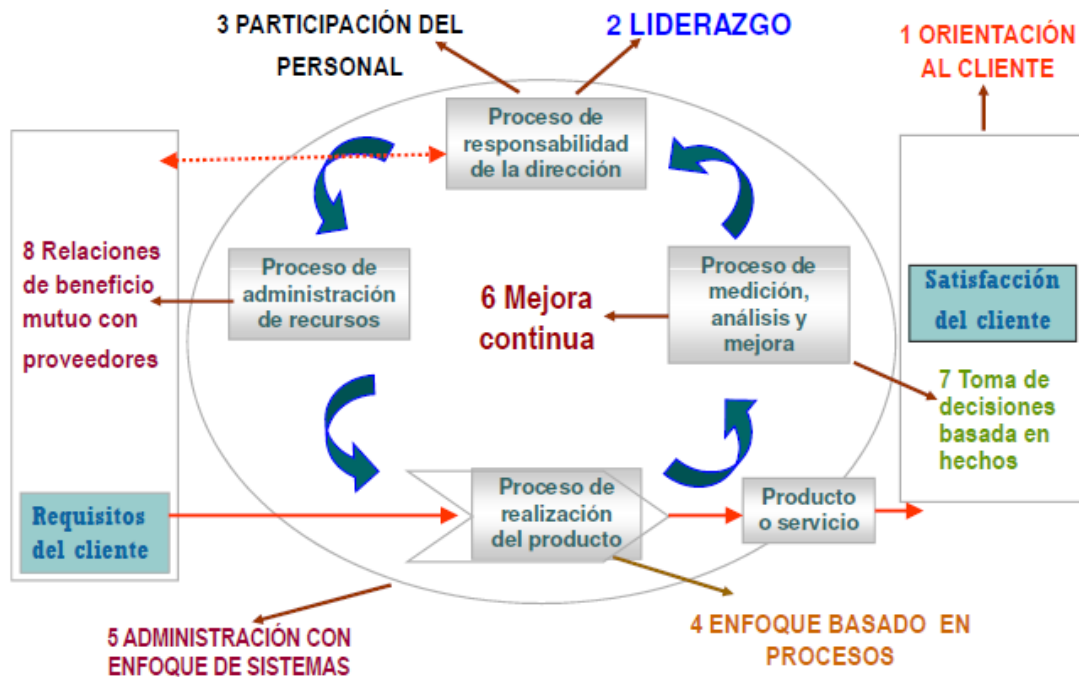 3 PARTICIPACIÓN DEL
PERSONAL
2 LIDERAZGO
1 ORIENTACIÓN
AL CLIENTE
Proceso de
responsabilidad
de la dirección
8 Relaciones
de beneficio
mutuo con
proveedores
Proceso de
administración
de recursos
6 Mejora
continua
Proceso de
medición,
análisis y
mejora
Satisfacción
del cliente
7 Toma de
decisiones
basada en
hechos
Requisitos
del cliente
Proceso de
realización
del producto
Producto
o servicio
5 ADMINISTRACIÓN CON
ENFOQUE DE SISTEMAS
4 ENFOQUE BASADO EN
PROCESOS